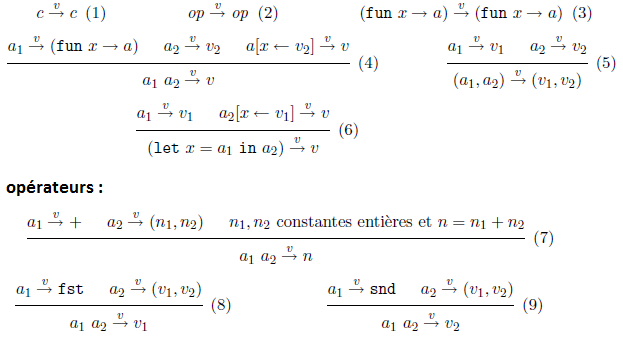 c →ᵛ c (1) op →ᵛ op (2) (fun x → a) →ᵛ (fun x → a) (3)
a₁ →ᵛ (fun x → a) a₂ →ᵛ v₂ a[x ← v₂] →ᵛ v
a₁ a₂ →ᵛ v (4)
a₁ →ᵛ v₁ a₂ →ᵛ v₂
(a₁, a₂) →ᵛ (v₁, v₂) (5)
a₁ →ᵛ v₁ a₂[x ← v₁] →ᵛ v
(let x = a₁ in a₂) →ᵛ v (6)
opérateurs :
a₁ →ᵛ + a₂ →ᵛ (n₁, n₂) n₁, n₂ constantes entières et n = n₁ + n₂
a₁ a₂ →ᵛ n (7)
a₁ →ᵛ fst a₂ →ᵛ (v₁, v₂)
a₁ a₂ →ᵛ v₁ (8)
a₁ →ᵛ snd a₂ →ᵛ (v₁, v₂)
a₁ a₂ →ᵛ v₂ (9)